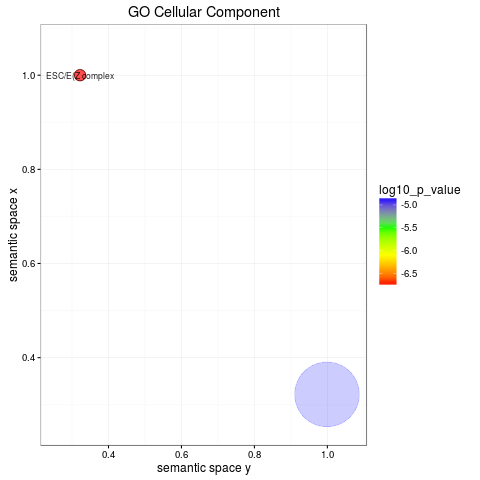 GO Cellular Component
ESC/E(Z) complex
1.0
0.8
0.6
0.4
semantic space x
0.4
0.6
0.8
1.0
semantic space y
log10_p_value
-5.0
-5.5
-6.0
-6.5